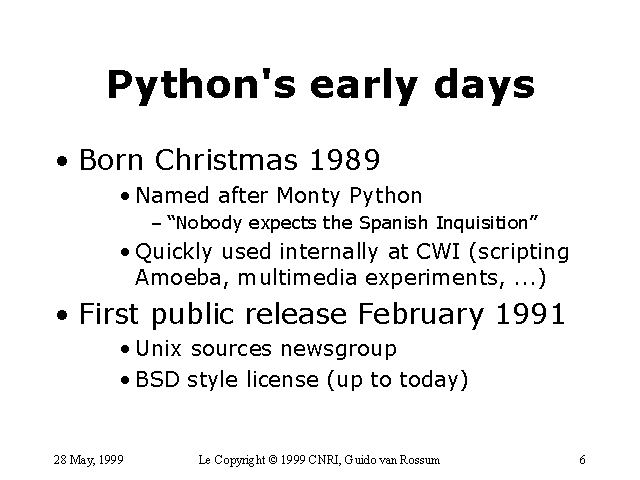 Python's early days
• Born Christmas 1989
• Named after Monty Python
– “Nobody expects the Spanish Inquisition”
• Quickly used internally at CWI (scripting
Amoeba, multimedia experiments, ...)
• First public release February 1991
• Unix sources newsgroup
• BSD style license (up to today)
28 May, 1999 Le Copyright © 1999 CNRI, Guido van Rossum 6